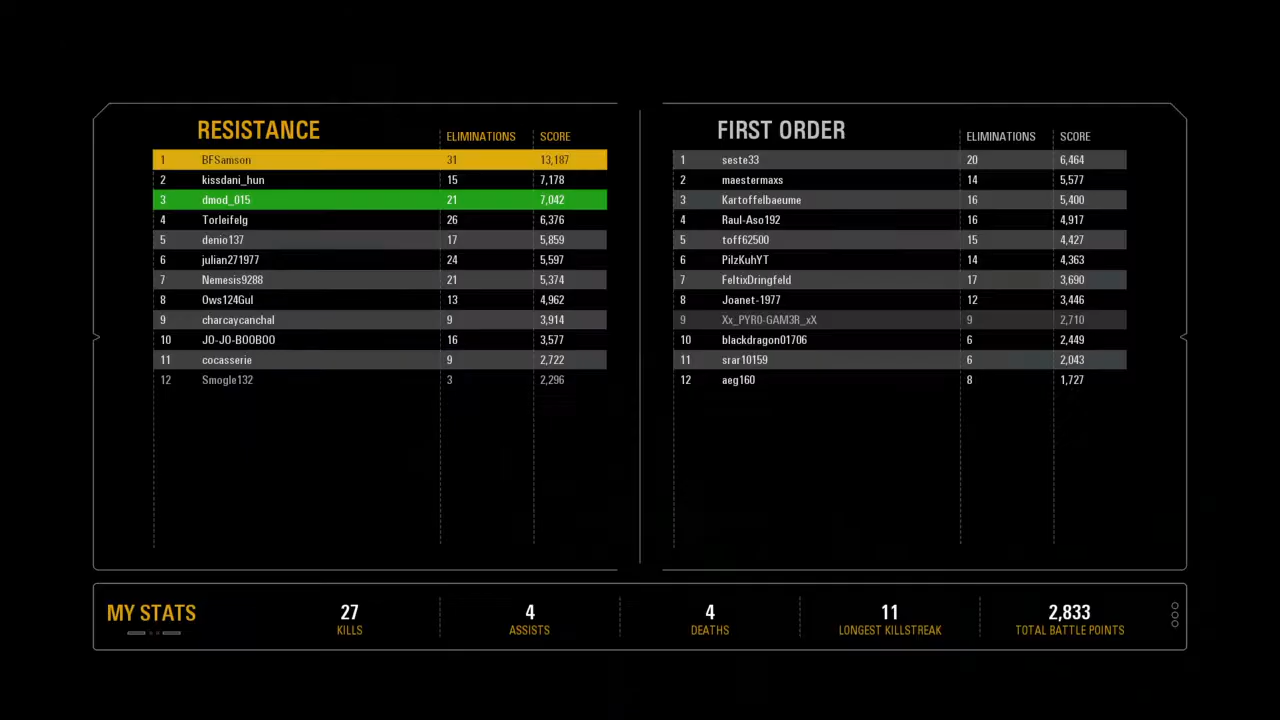 RESISTANCE ELIMINATIONS SCORE
1 BFSamson 31 13,187
2 kissdani_hun 15 7,178
3 dmod_015 21 7,042
4 Torleifelg 26 6,376
5 denio137 17 5,859
6 julian271977 24 5,597
7 Nemesis9288 21 5,374
8 Ows124Gul 13 4,962
9 charcaycanchal 9 3,914
10 JO-JO-BOOBOO 16 3,577
11 cocasserie 9 2,722
12 Smogle132 3 2,296
FIRST ORDER ELIMINATIONS SCORE
1 seste33 20 6,464
2 maestermaxs 14 5,577
3 Kartoffelbaeume 16 5,400
4 Raul-Aso192 16 4,917
5 toff62500 15 4,427
6 PilzKuhYT 14 4,363
7 FeltixDringfeld 17 3,690
8 Joanet-1977 12 3,446
9 Xx_PYR0-GAM3R_xX 9 2,710
10 blackdragon01706 6 2,449
11 srar10159 6 2,043
12 aeg160 8 1,727
MY STATS
27 4 4 11 2,833
KILLS ASSISTS DEATHS LONGEST KILLSTREAK TOTAL BATTLE POINTS